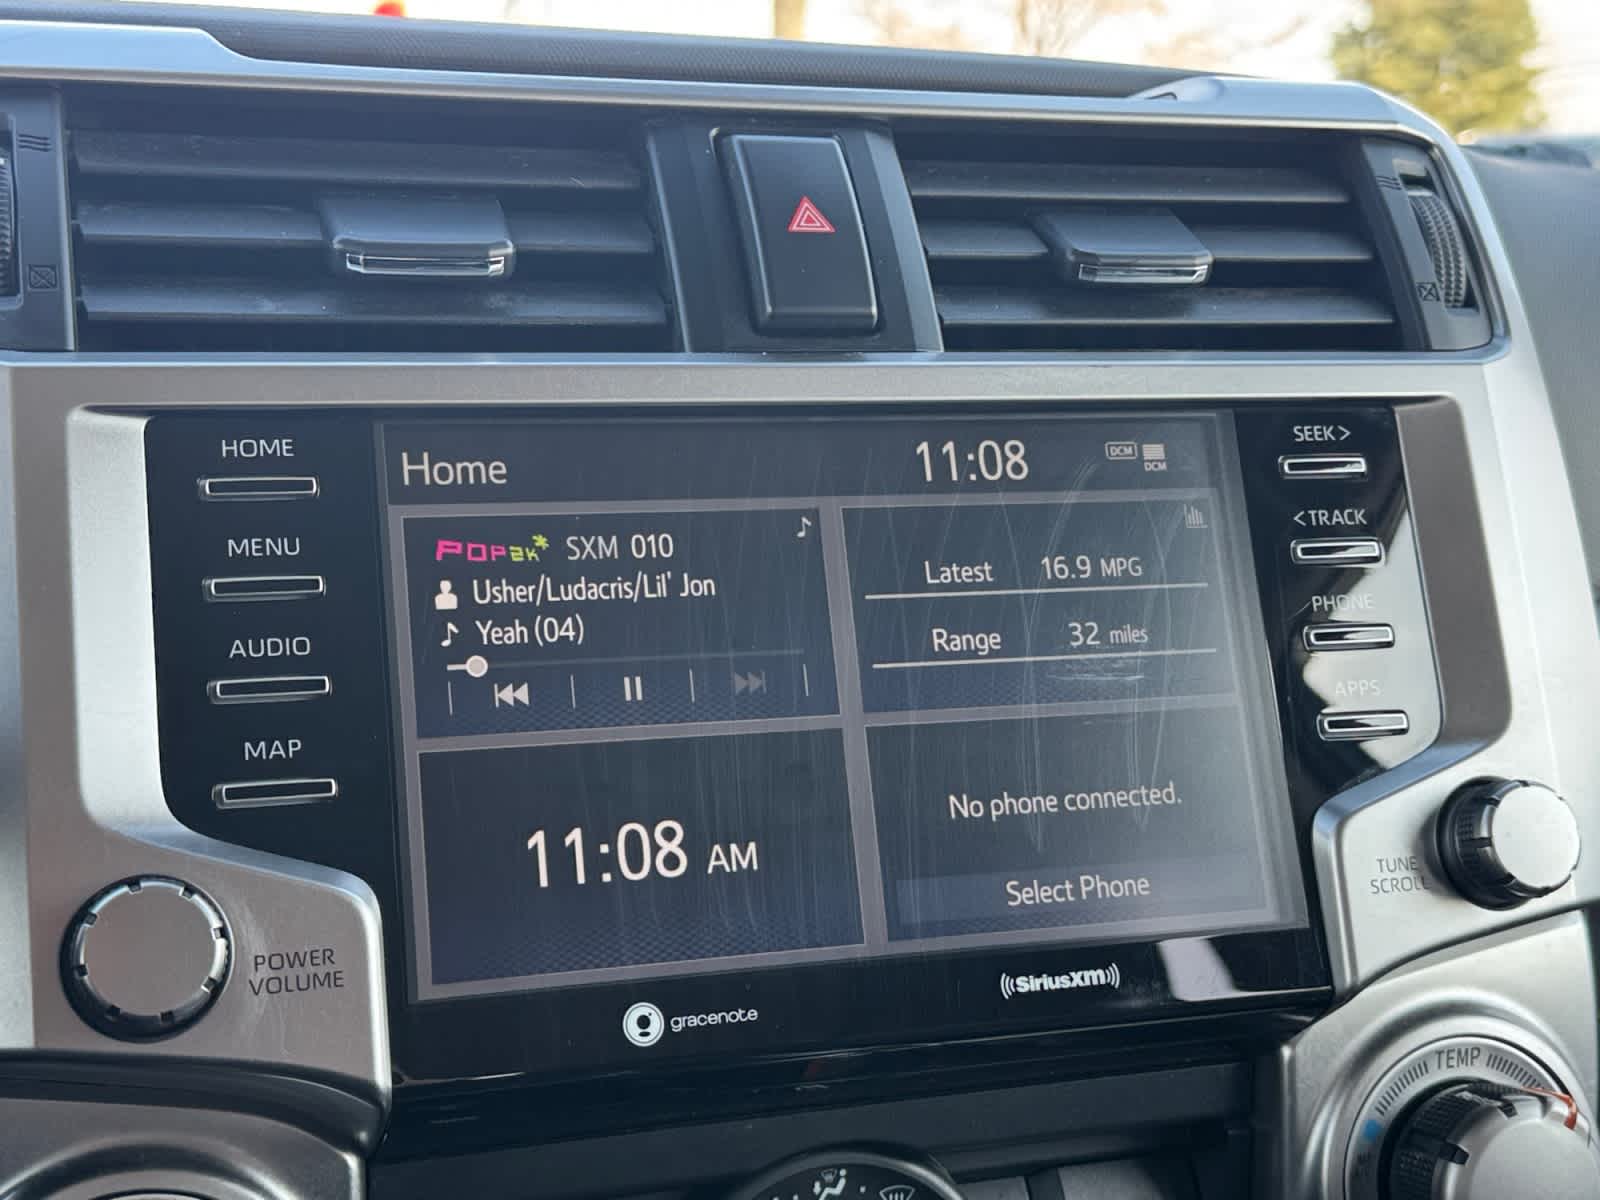 HOME
MENU
AUDIO
MAP
POWER
VOLUME
Home
11:08
DCM
DCM
POP2K SXM 010
Usher/Ludacris/Lil' Jon
Yeah (04)
Latest 16.9 MPG
Range 32 miles
11:08 AM
No phone connected.
Select Phone
gracenote
((SiriusXM))
SEEK >
< TRACK
PHONE
APPS
TUNE
SCROLL
TEMP